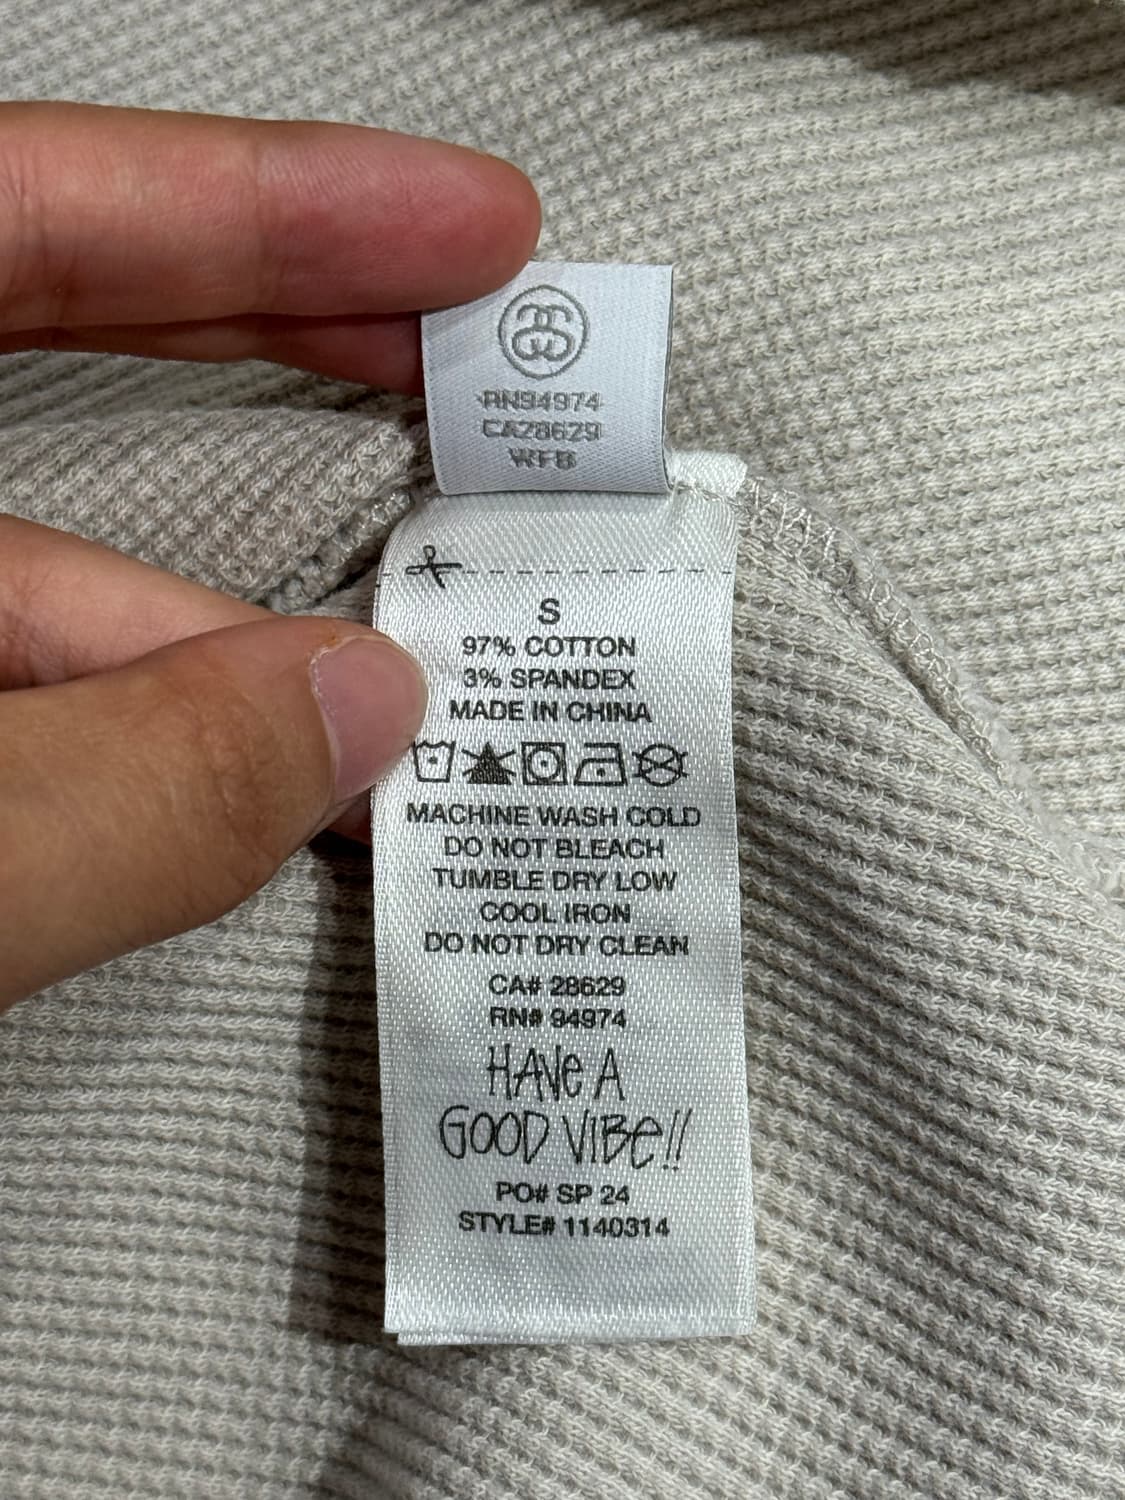 RN94974
CA28629
WFB
S
97% COTTON
3% SPANDEX
MADE IN CHINA
MACHINE WASH COLD
DO NOT BLEACH
TUMBLE DRY LOW
COOL IRON
DO NOT DRY CLEAN
CA# 28629
RN# 94974
HAVe A
GOOD VIBe!!
PO# SP 24
STYLE# 1140314